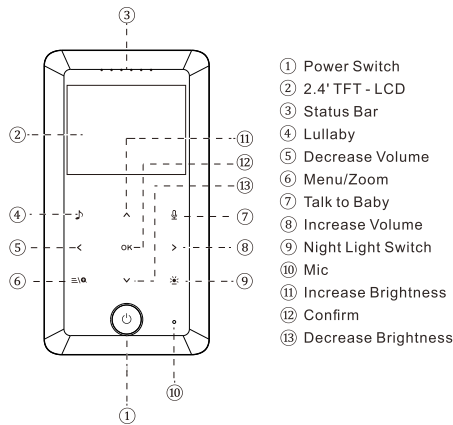 ③
②
⑪
⑫
⑬
④
⑦
⑤
OK
⑧
⑥
⑨
⑩
①
① Power Switch
② 2.4' TFT - LCD
③ Status Bar
④ Lullaby
⑤ Decrease Volume
⑥ Menu/Zoom
⑦ Talk to Baby
⑧ Increase Volume
⑨ Night Light Switch
⑩ Mic
⑪ Increase Brightness
⑫ Confirm
⑬ Decrease Brightness